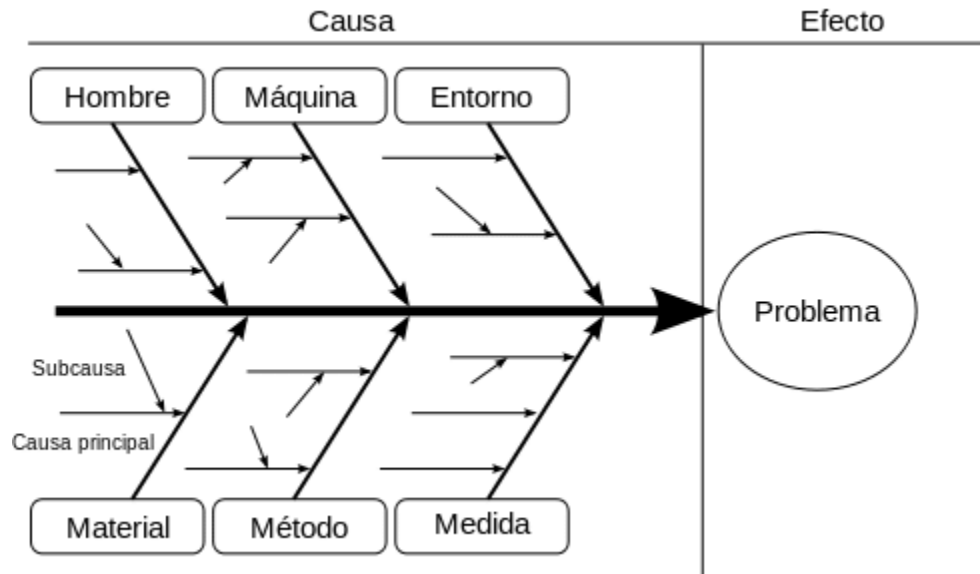 Causa
Efecto
Hombre
Máquina
Entorno
Problema
Subcausa
Causa principal
Material
Método
Medida